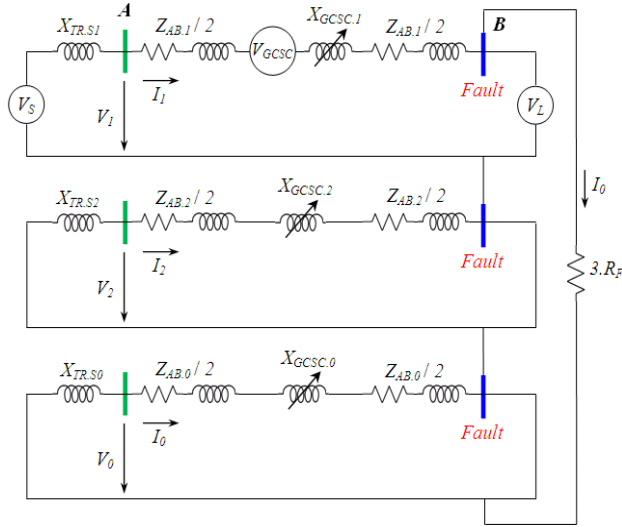 A
B
X_TR.S1 Z_AB.1 / 2 V_GCSC X_GCSC.1 Z_AB.1 / 2
V_S V_1 I_1 Fault V_L
I_0
X_TR.S2 Z_AB.2 / 2 X_GCSC.2 Z_AB.2 / 2
V_2 I_2 Fault
3.R_F
X_TR.S0 Z_AB.0 / 2 X_GCSC.0 Z_AB.0 / 2
V_0 I_0 Fault